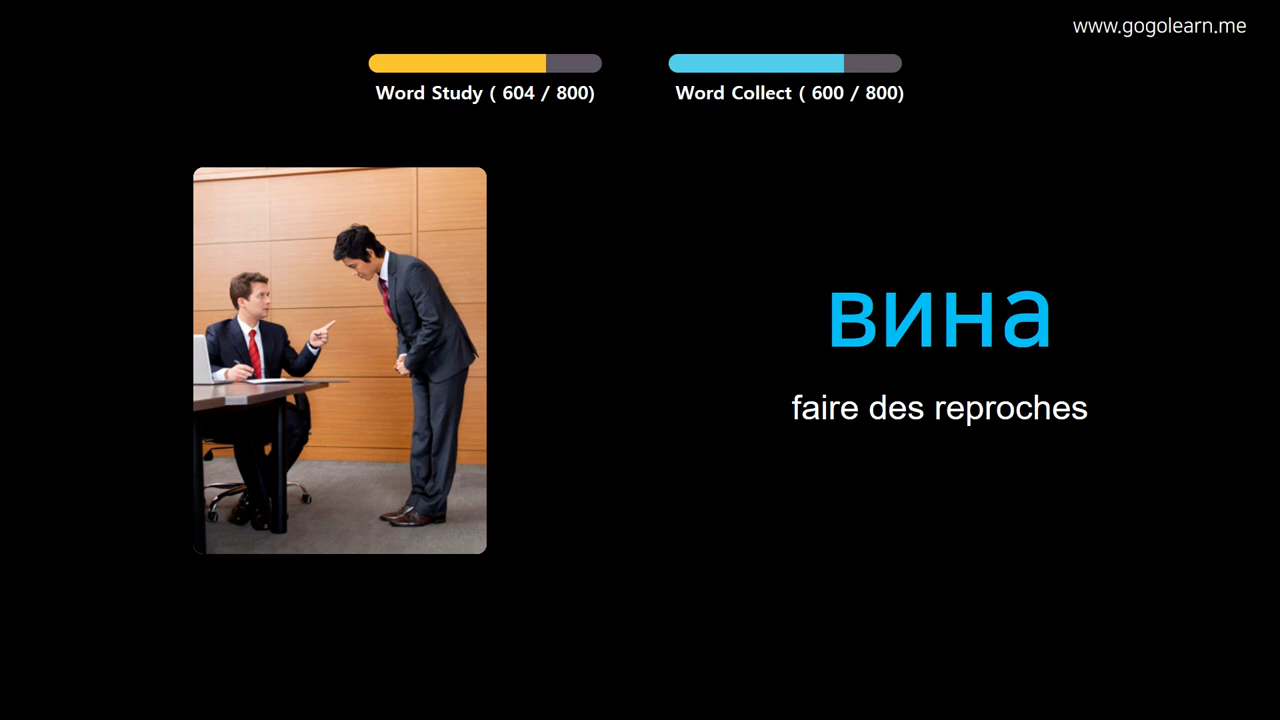 www.gogolearn.me
Word Study ( 604 / 800)
Word Collect ( 600 / 800)
вина
faire des reproches